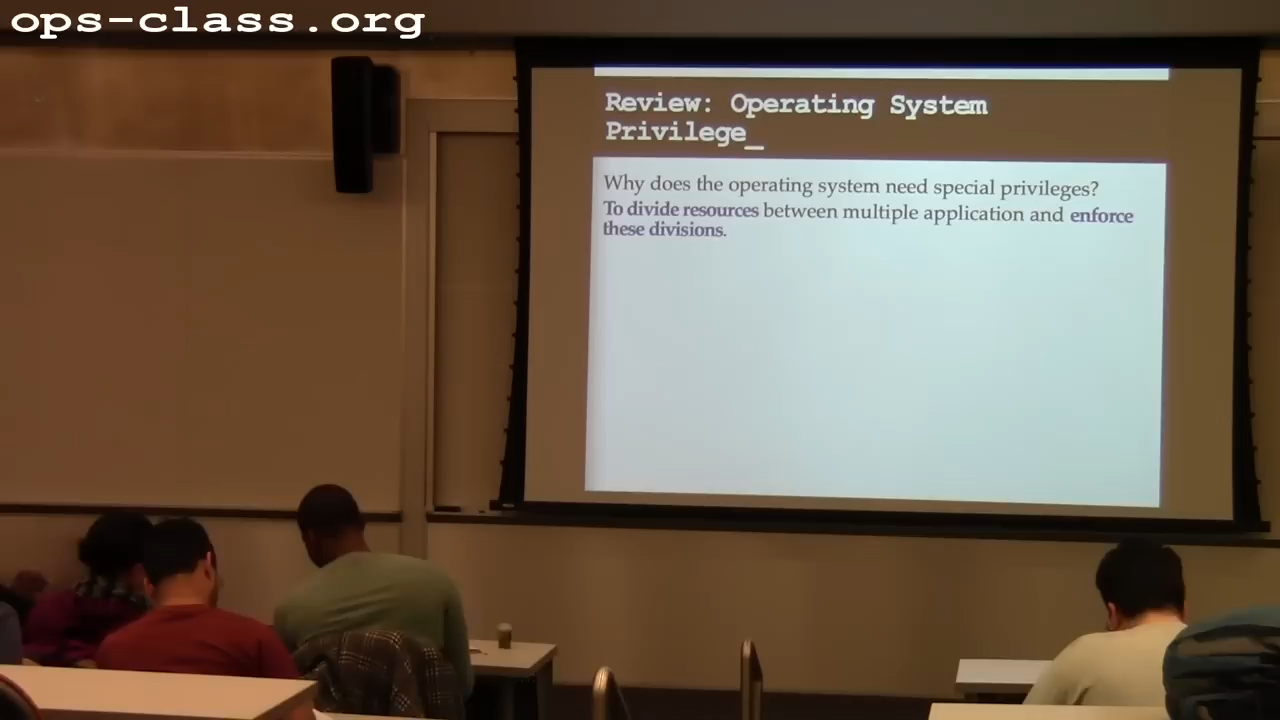 ops-class.org
Review: Operating System
Privilege_
Why does the operating system need special privileges?
To divide resources between multiple application and enforce
these divisions.